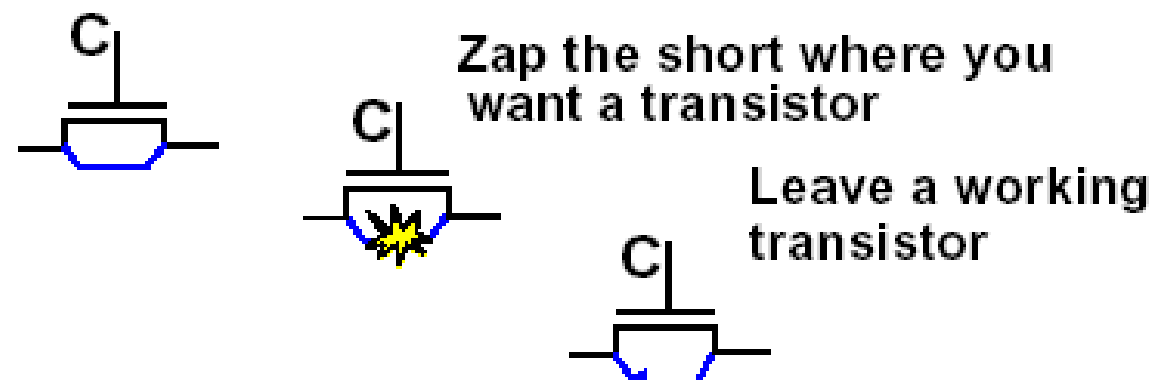 C
Zap the short where you
want a transistor
C
Leave a working
transistor
C